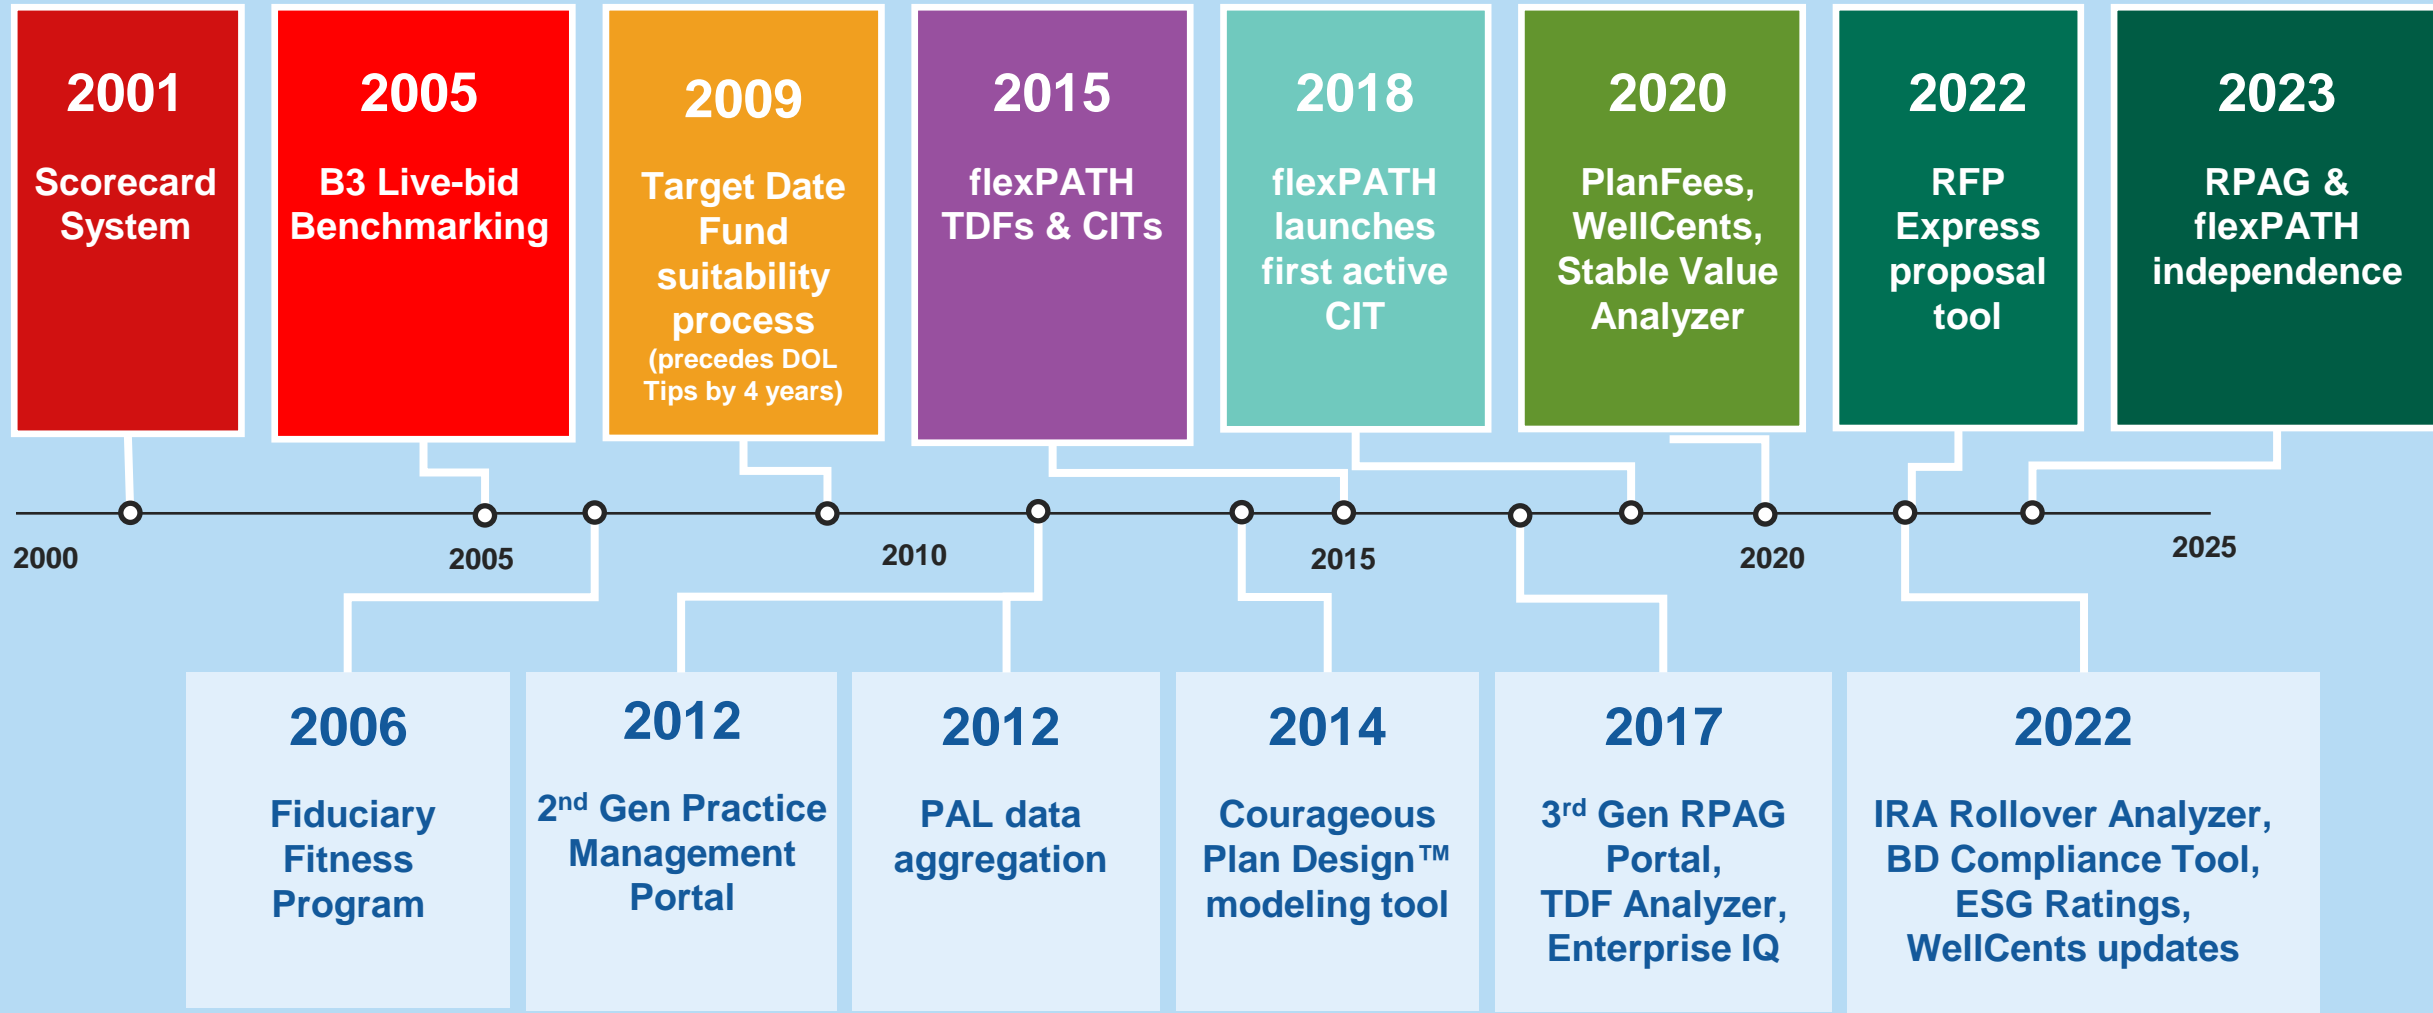 2001
Scorecard
System
2005
B3 Live-bid
Benchmarking
2009
Target Date
Fund
suitability
process
(precedes DOL
Tips by 4 years)
2015
flexPATH
TDFs & CITs
2018
flexPATH
launches
first active
CIT
2020
PlanFees,
WellCents,
Stable Value
Analyzer
2022
RFP
Express
proposal
tool
2023
RPAG &
flexPATH
independence
2000
2005
2010
2015
2020
2025
2006
Fiduciary
Fitness
Program
2012
2nd Gen Practice
Management
Portal
2012
PAL data
aggregation
2014
Courageous
Plan Design™
modeling tool
2017
3rd Gen RPAG
Portal,
TDF Analyzer,
Enterprise IQ
2022
IRA Rollover Analyzer,
BD Compliance Tool,
ESG Ratings,
WellCents updates